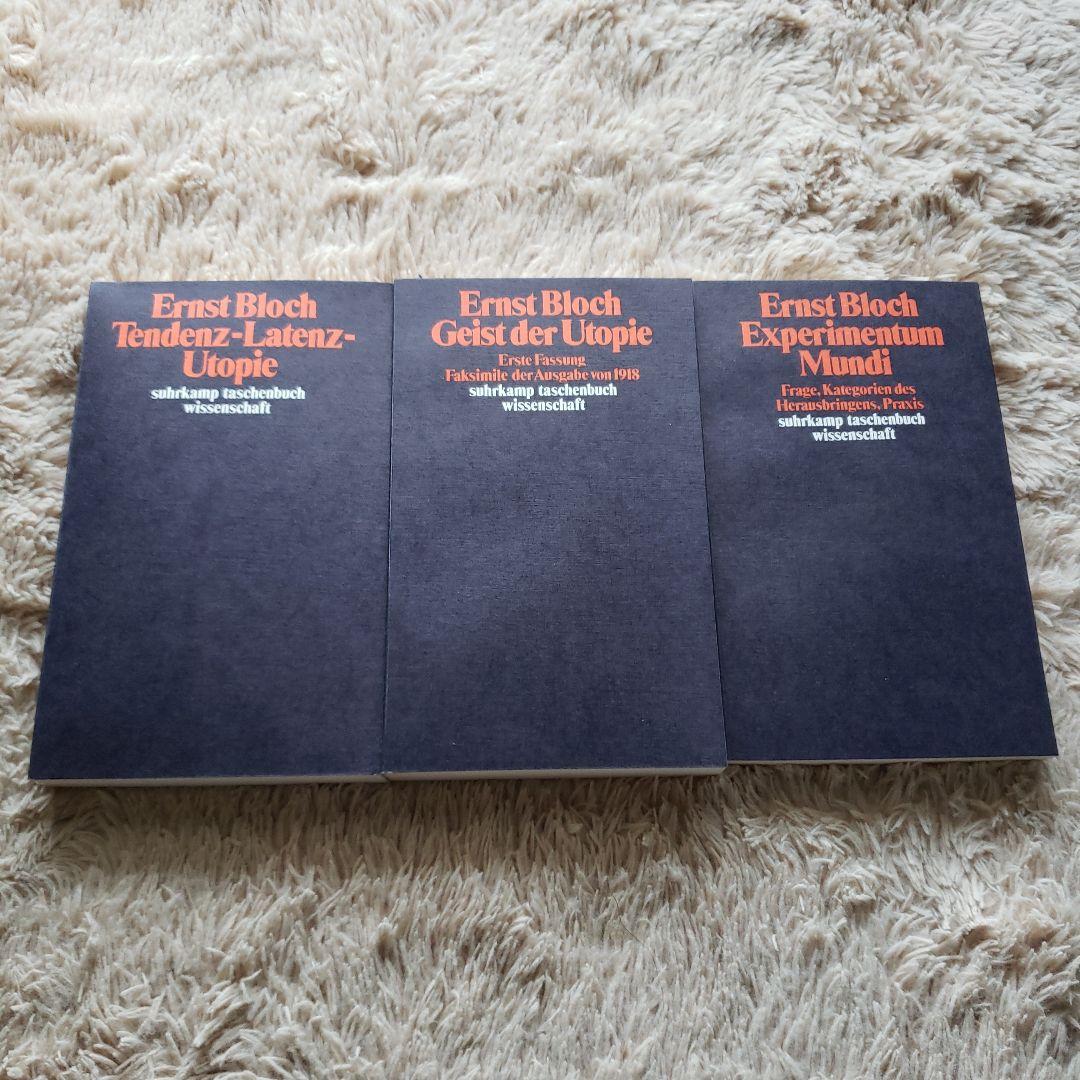 Ernst Bloch
Tendenz-Latenz-
Utopie
suhrkamp taschenbuch
wissenschaft
Ernst Bloch
Geist der Utopie
Erste Fassung
Faksimile der Ausgabe von 1918
suhrkamp taschenbuch
wissenschaft
Ernst Bloch
Experimentum
Mundi
Frage, Kategorien des
Herausbringens, Praxis
suhrkamp taschenbuch
wissenschaft